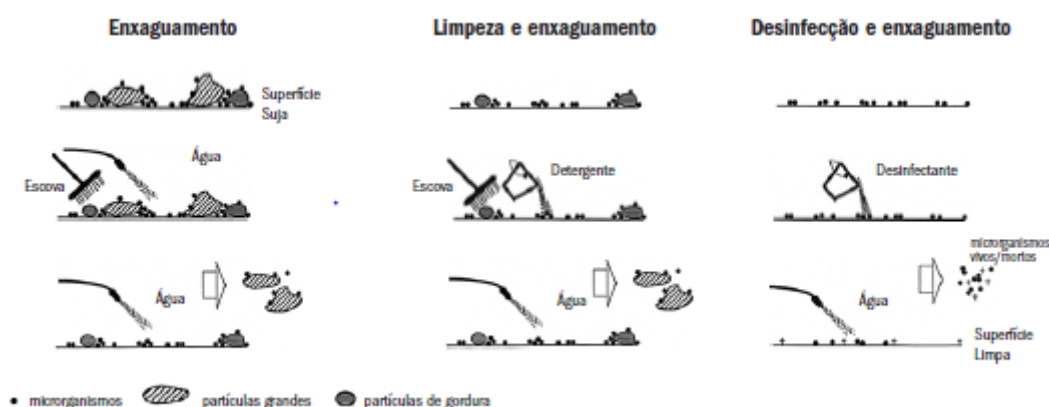 Enxaguamento
Limpeza e enxaguamento
Desinfecção e enxaguamento
Superfície
Suja
Água
Escova
Escova
Detergente
Desinfectante
Água
Água
microrganismos
vivos/mortos
Água
Superfície
Limpa
microrganismos
partículas grandes
partículas de gordura